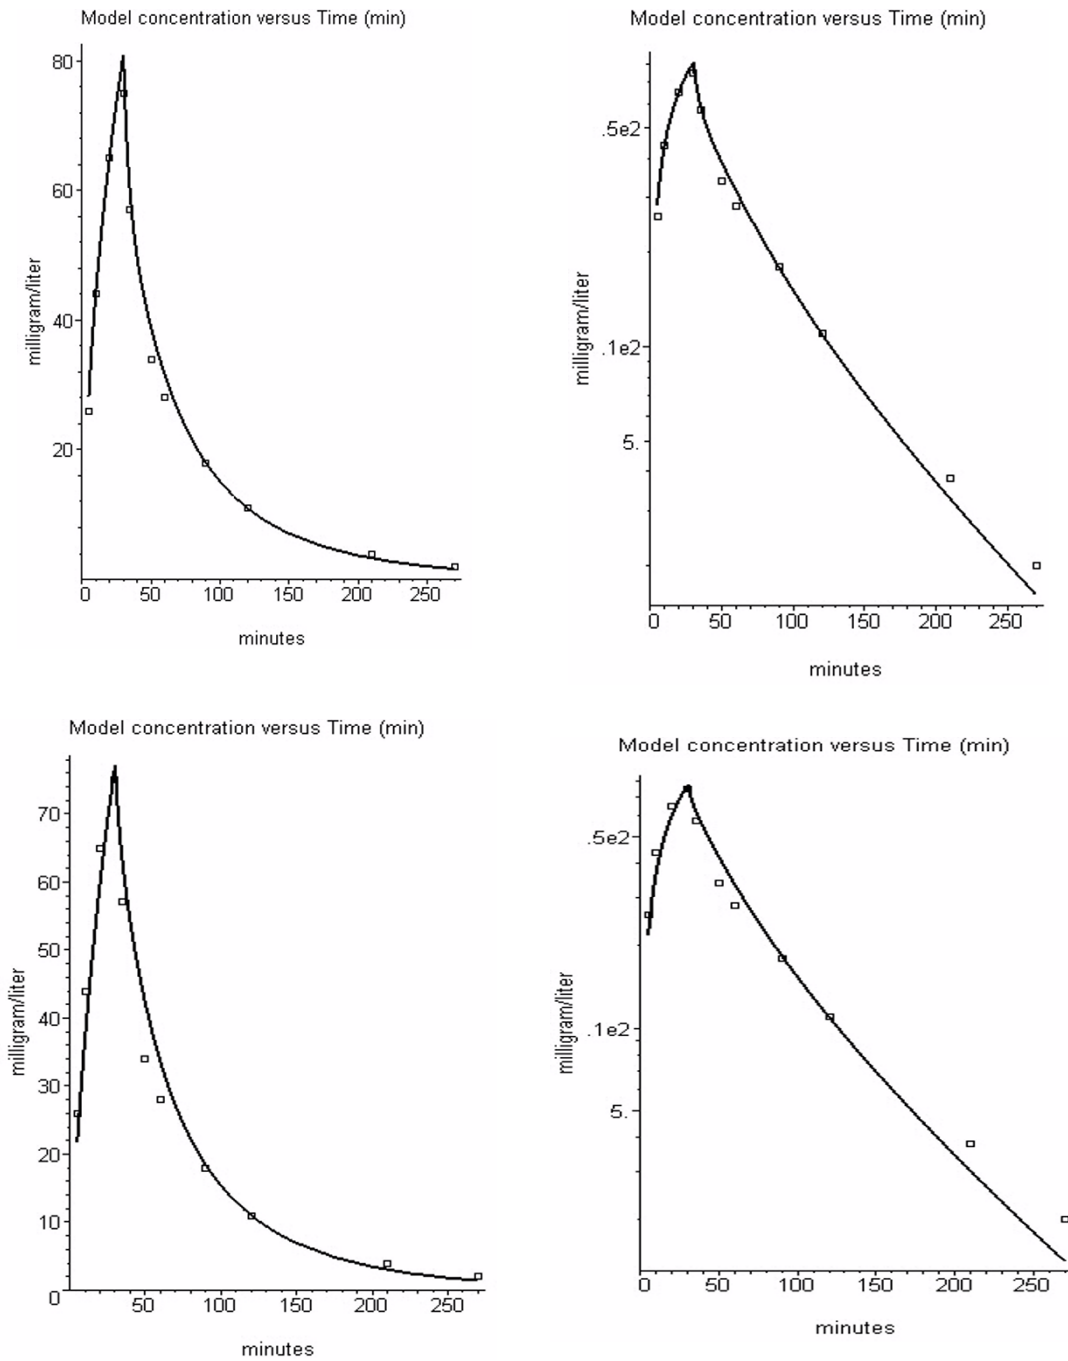 Model concentration versus Time (min)
milligram/liter
80
60
40
20
0 50 100 150 200 250
minutes
Model concentration versus Time (min)
milligram/liter
.5e2
.1e2
5.
0 50 100 150 200 250
minutes
Model concentration versus Time (min)
milligram/liter
70
60
50
40
30
20
10
0 50 100 150 200 250
minutes
Model concentration versus Time (min)
milligram/liter
.5e2
.1e2
5.
0 50 100 150 200 250
minutes